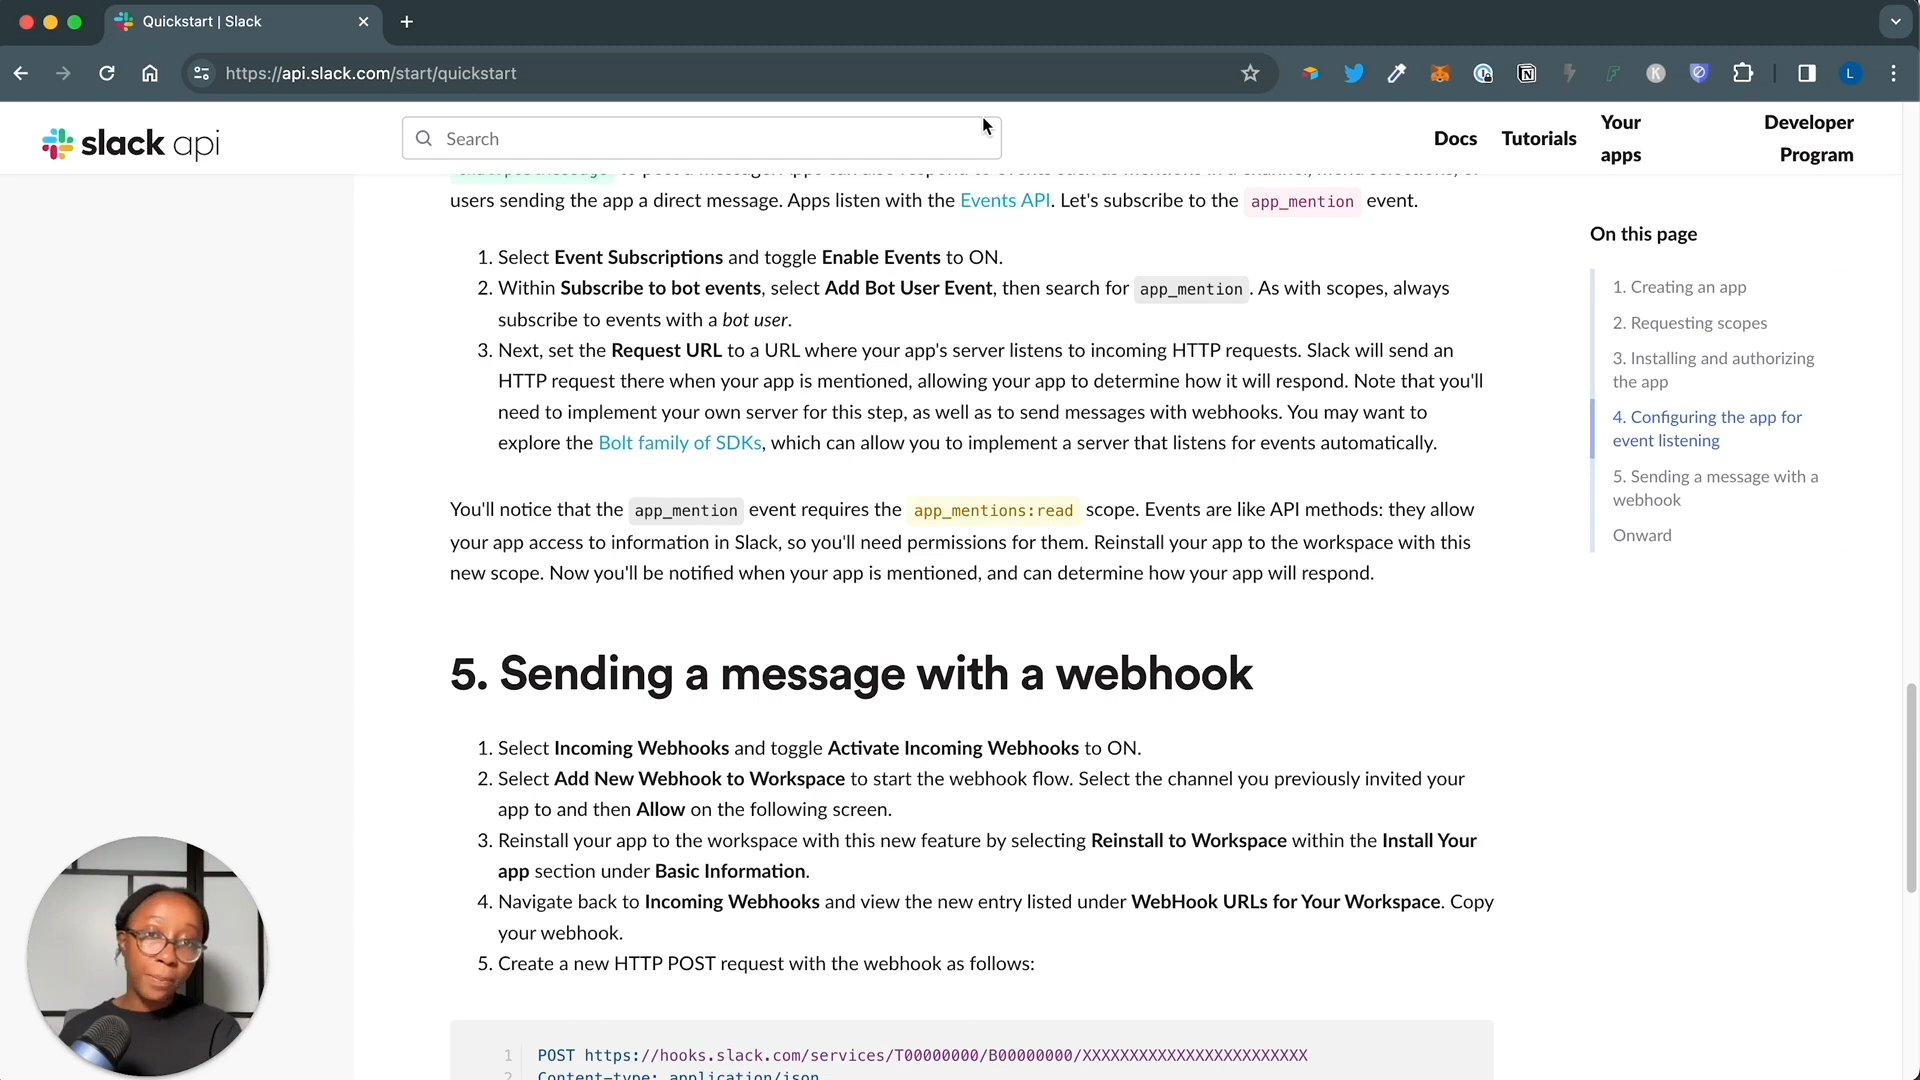 Quickstart | Slack
https://api.slack.com/start/quickstart
L
slack api
Search
Docs
Tutorials
Your apps
Developer Program
users sending the app a direct message. Apps listen with the Events API. Let's subscribe to the app_mention event.
1. Select Event Subscriptions and toggle Enable Events to ON.
2. Within Subscribe to bot events, select Add Bot User Event, then search for app_mention. As with scopes, always
subscribe to events with a bot user.
3. Next, set the Request URL to a URL where your app's server listens to incoming HTTP requests. Slack will send an
HTTP request there when your app is mentioned, allowing your app to determine how it will respond. Note that you'll
need to implement your own server for this step, as well as to send messages with webhooks. You may want to
explore the Bolt family of SDKs, which can allow you to implement a server that listens for events automatically.
You'll notice that the app_mention event requires the app_mentions:read scope. Events are like API methods: they allow
your app access to information in Slack, so you'll need permissions for them. Reinstall your app to the workspace with this
new scope. Now you'll be notified when your app is mentioned, and can determine how your app will respond.
5. Sending a message with a webhook
1. Select Incoming Webhooks and toggle Activate Incoming Webhooks to ON.
2. Select Add New Webhook to Workspace to start the webhook flow. Select the channel you previously invited your
app to and then Allow on the following screen.
3. Reinstall your app to the workspace with this new feature by selecting Reinstall to Workspace within the Install Your
app section under Basic Information.
4. Navigate back to Incoming Webhooks and view the new entry listed under WebHook URLs for Your Workspace. Copy
your webhook.
5. Create a new HTTP POST request with the webhook as follows:
1 POST https://hooks.slack.com/services/T00000000/B00000000/XXXXXXXXXXXXXXXXXXXXXXXX
2 Content-type: application/json
On this page
1. Creating an app
2. Requesting scopes
3. Installing and authorizing
the app
4. Configuring the app for
event listening
5. Sending a message with a
webhook
Onward